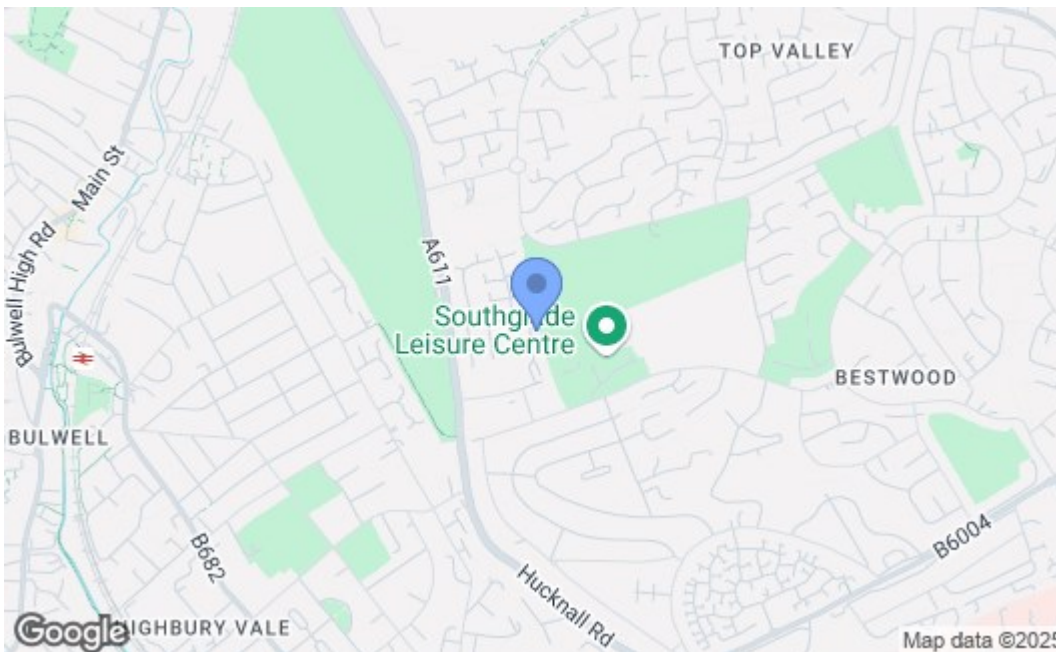 TOP VALLEY
Main St
Bulwell High Rd
A611
Southglade
Leisure Centre
BESTWOOD
BULWELL
B682
B6004
Hucknall Rd
HIGHBURY VALE
Google
Map data ©2025